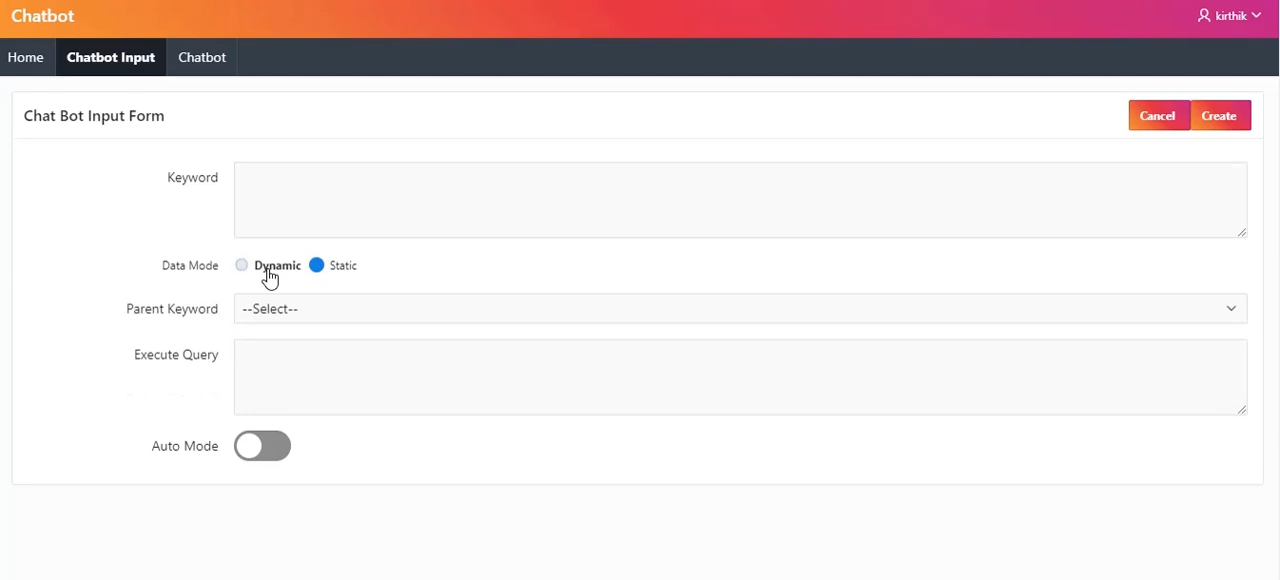 Chatbot
kirthik
Home
Chatbot Input
Chatbot
Chat Bot Input Form
Cancel
Create
Keyword
Data Mode
Dynamic
Static
Parent Keyword
--Select--
Execute Query
Auto Mode